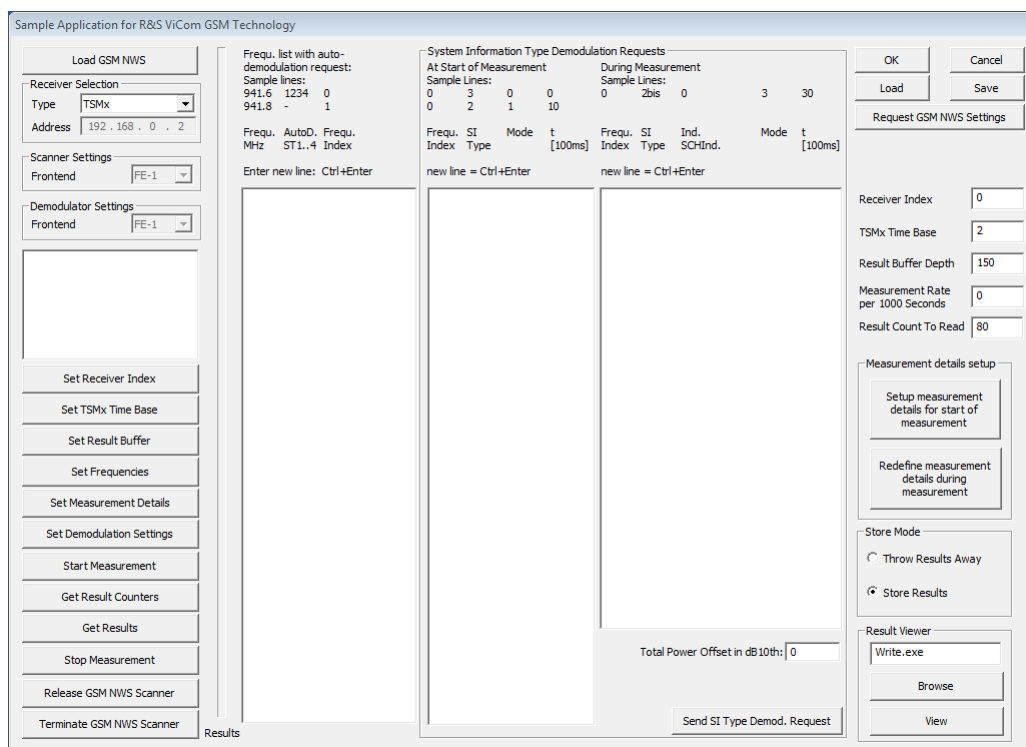 Sample Application for R&S ViCom GSM Technology
Load GSM NWS
Receiver Selection
Type TSMx
Address 192 . 168 . 0 . 2
Scanner Settings
Frontend FE-1
Demodulator Settings
Frontend FE-1
Set Receiver Index
Set TSMx Time Base
Set Result Buffer
Set Frequencies
Set Measurement Details
Set Demodulation Settings
Start Measurement
Get Result Counters
Get Results
Stop Measurement
Release GSM NWS Scanner
Terminate GSM NWS Scanner
Results
Frequ. list with auto-
demodulation request:
Sample lines:
941.6 1234 0
941.8 - 1
Frequ. AutoD. Frequ.
MHz ST1..4 Index
Enter new line: Ctrl+Enter
System Information Type Demodulation Requests
At Start of Measurement
Sample Lines:
0 3 0 0
0 2 1 10
Frequ. SI Mode t
Index Type [100ms]
new line = Ctrl+Enter
During Measurement
Sample Lines:
0 2bis 0 3 30
Frequ. SI Ind. Mode t
Index Type SCHInd. [100ms]
new line = Ctrl+Enter
Total Power Offset in dB10th: 0
Send SI Type Demod. Request
OK Cancel
Load Save
Request GSM NWS Settings
Receiver Index 0
TSMx Time Base 2
Result Buffer Depth 150
Measurement Rate
per 1000 Seconds 0
Result Count To Read 80
Measurement details setup
Setup measurement
details for start of
measurement
Redefine measurement
details during
measurement
Store Mode
Throw Results Away
Store Results
Result Viewer
Write.exe
Browse
View